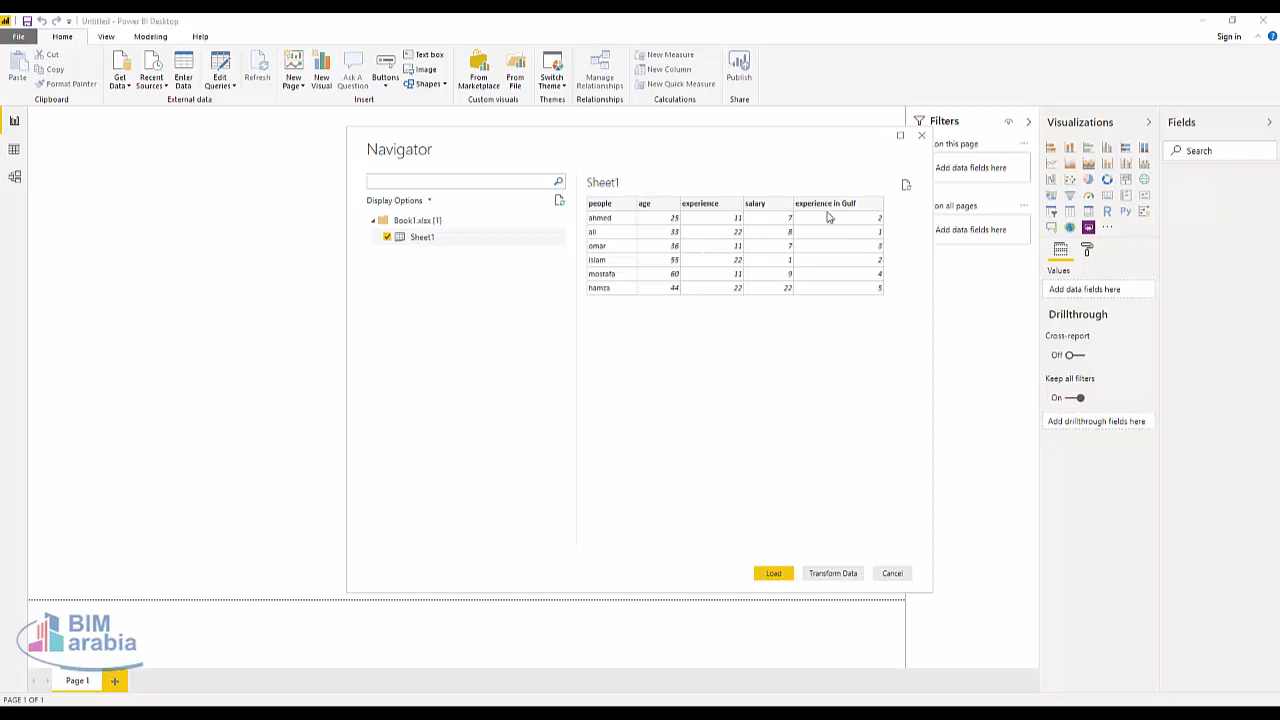 Untitled - Power BI Desktop
File Home View Modeling Help Sign in
Cut
Copy
Format Painter
Paste
Clipboard
Get Data
Recent Sources
Enter Data
Edit Queries
External data
Refresh
New Page
New Visual
Ask A Question
Buttons
Text box
Image
Shapes
Insert
From Marketplace
From File
Custom visuals
Switch Theme
Themes
Manage Relationships
Relationships
New Measure
New Column
New Quick Measure
Calculations
Publish
Share
Navigator
Display Options
Book1.xlsx [1]
Sheet1
Sheet1
people age experience salary experience in Gulf
ahmed 25 11 7 2
ali 33 22 8 1
omar 36 11 7 3
islam 55 22 1 2
mostafa 60 11 9 4
hamza 44 22 22 5
Load Transform Data Cancel
Filters
on this page
Add data fields here
on all pages
Add data fields here
Visualizations
R Py
Values
Add data fields here
Drillthrough
Cross-report
Off
Keep all filters
On
Add drillthrough fields here
Fields
Search
BIM
arabia
Page 1
PAGE 1 OF 1